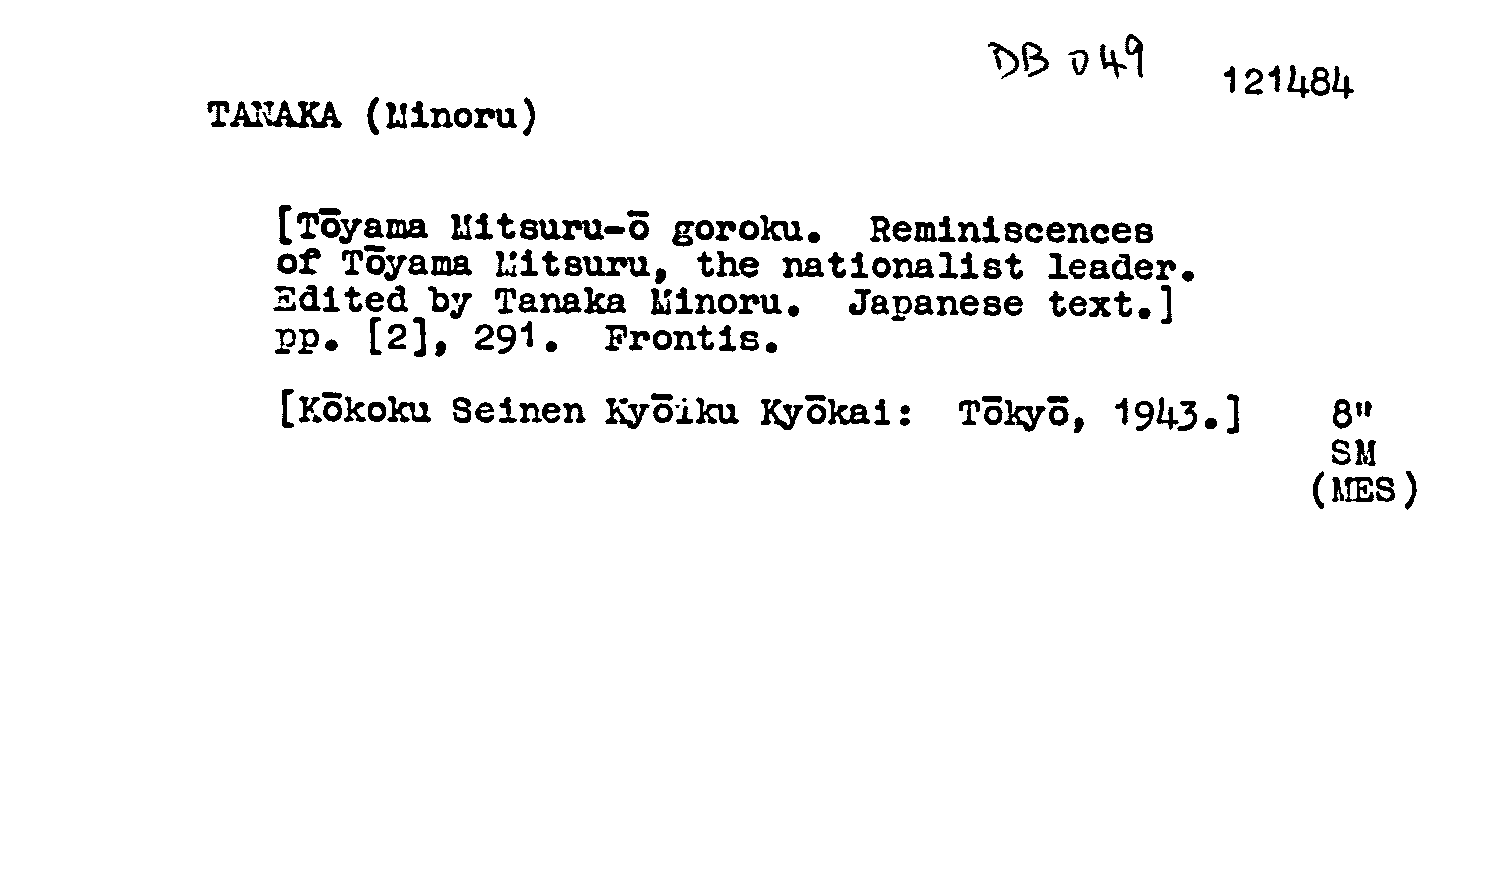 DB 049
121484
TANAKA (Minoru)
[Tōyama Mitsuru-ō goroku. Reminiscences
of Tōyama Mitsuru, the nationalist leader.
Edited by Tanaka Minoru. Japanese text.]
pp. [2], 291. Frontis.
[Kōkoku Seinen Kyōiku Kyōkai: Tōkyō, 1943.] 8"
SM
(MES)